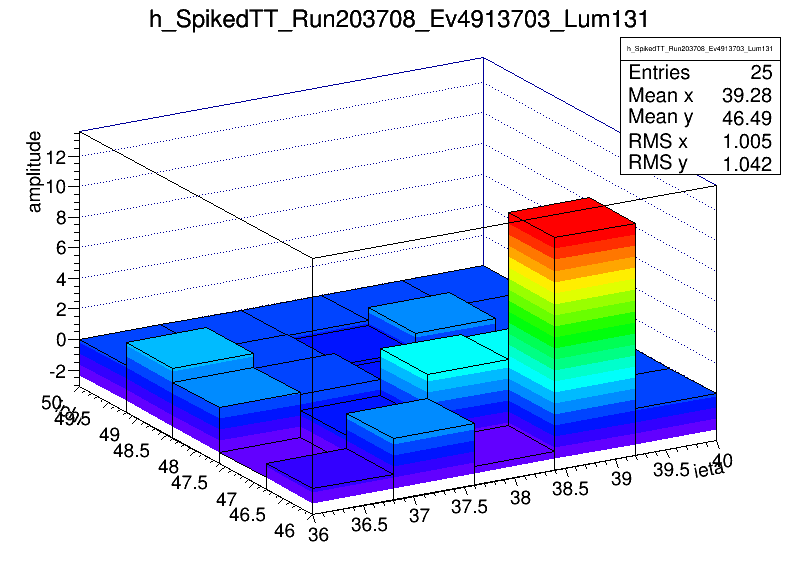 h_SpikedTT_Run203708_Ev4913703_Lum131
h_SpikedTT_Run203708_Ev4913703_Lum131
Entries 25
Mean x 39.28
Mean y 46.49
RMS x 1.005
RMS y 1.042
amplitude
12
10
8
6
4
2
0
-2
50
49.5
49
48.5
48
47.5
47
46.5
46
36
36.5
37
37.5
38
38.5
39
39.5
40
ieta